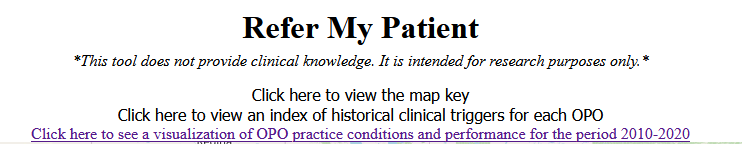 Refer My Patient
*This tool does not provide clinical knowledge. It is intended for research purposes only.*
Click here to view the map key
Click here to view an index of historical clinical triggers for each OPO
Click here to see a visualization of OPO practice conditions and performance for the period 2010-2020